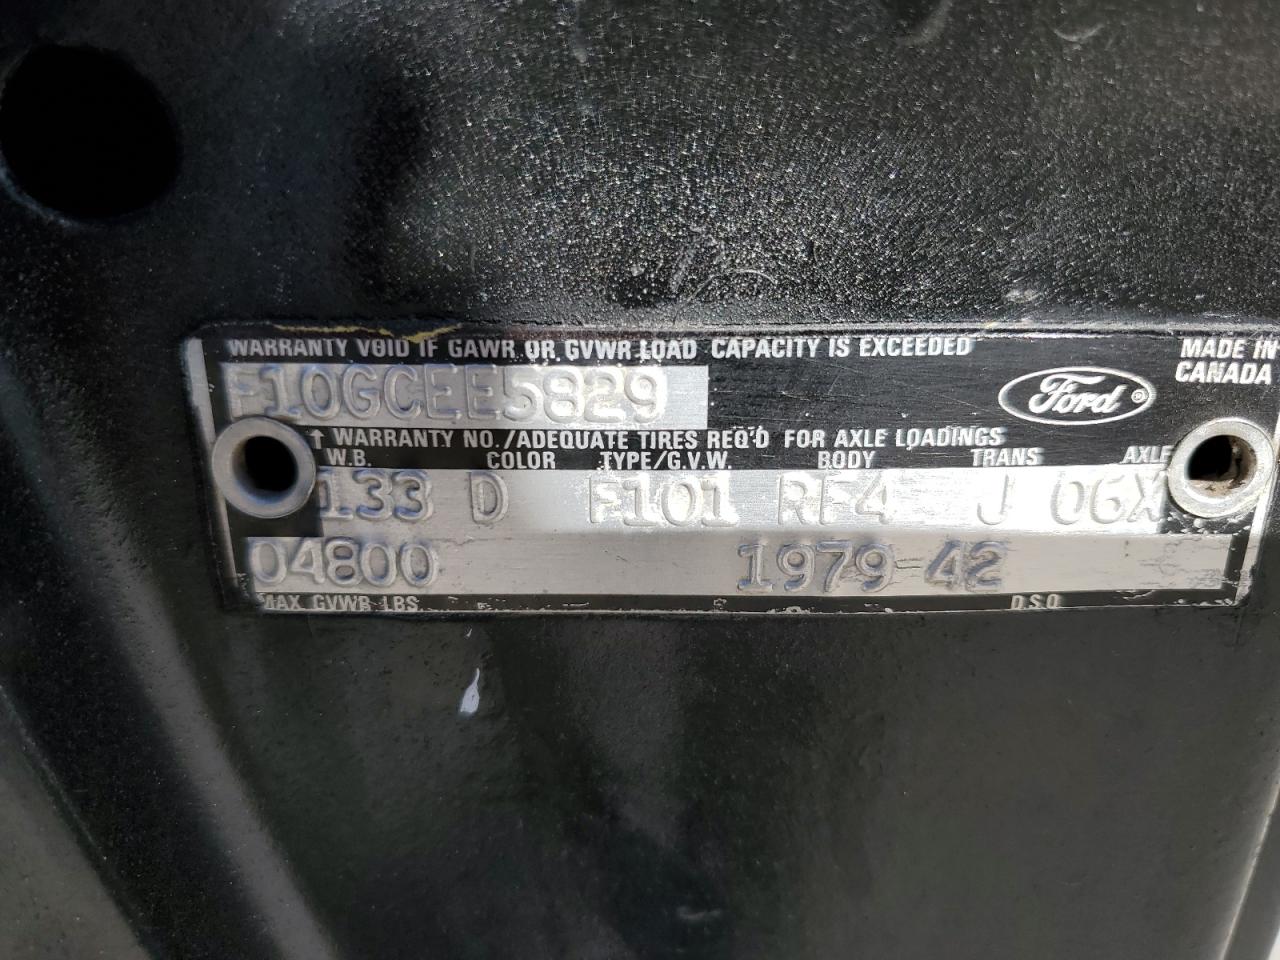 WARRANTY VOID IF GAWR OR GVWR LOAD CAPACITY IS EXCEEDED
MADE IN CANADA
F10GCEE5829
Ford ®
↑ WARRANTY NO./ADEQUATE TIRES REQ'D FOR AXLE LOADINGS
W.B. COLOR TYPE/G.V.W. BODY TRANS AXLE
133 D F101 RF4 J 06X
04800 1979-42
MAX. GVWR LBS. D.S.O.